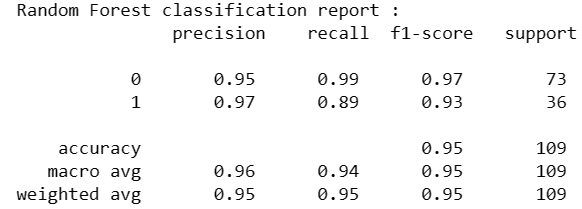 Random Forest classification report :
precision recall f1-score support
0 0.95 0.99 0.97 73
1 0.97 0.89 0.93 36
accuracy 0.95 109
macro avg 0.96 0.94 0.95 109
weighted avg 0.95 0.95 0.95 109